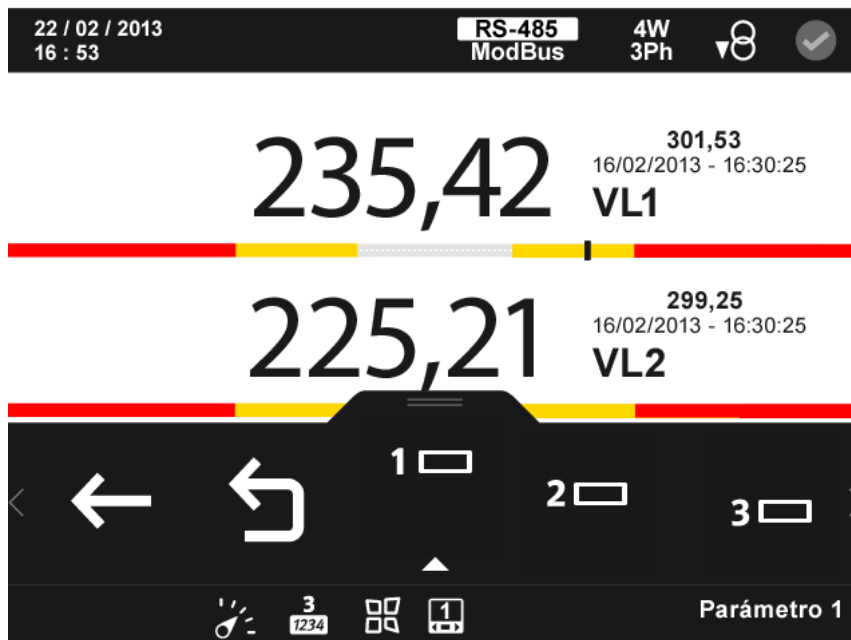 22 / 02 / 2013
16 : 53
RS-485
ModBus
4W
3Ph
235,42
301,53
16/02/2013 - 16:30:25
VL1
225,21
299,25
16/02/2013 - 16:30:25
VL2
1
2
3
3
1234
1
Parámetro 1